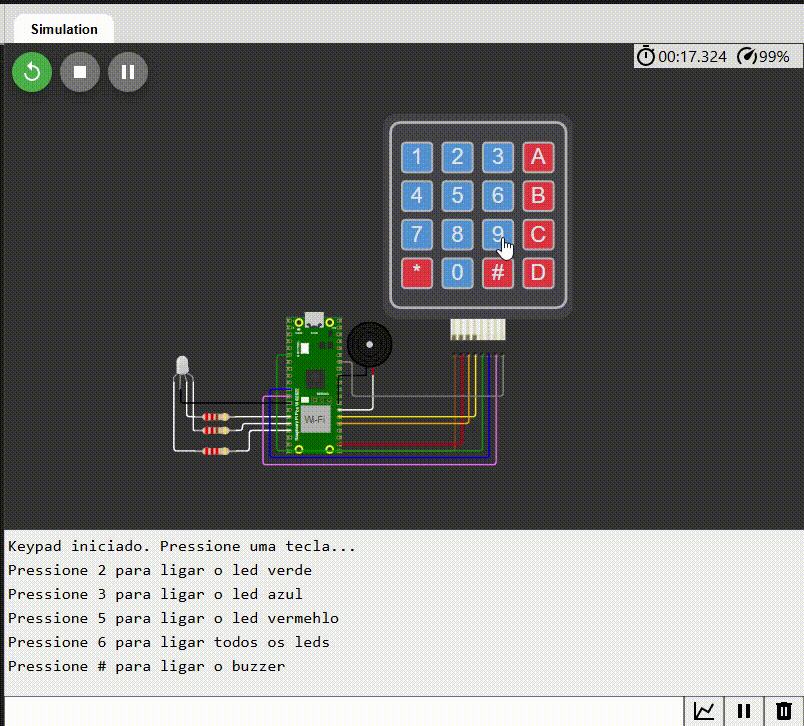 Simulation
00:17.324 99%
1 2 3 A
4 5 6 B
7 8 9 C
* 0 # D
Wi-Fi
Keypad iniciado. Pressione uma tecla...
Pressione 2 para ligar o led verde
Pressione 3 para ligar o led azul
Pressione 5 para ligar o led vermehlo
Pressione 6 para ligar todos os leds
Pressione # para ligar o buzzer